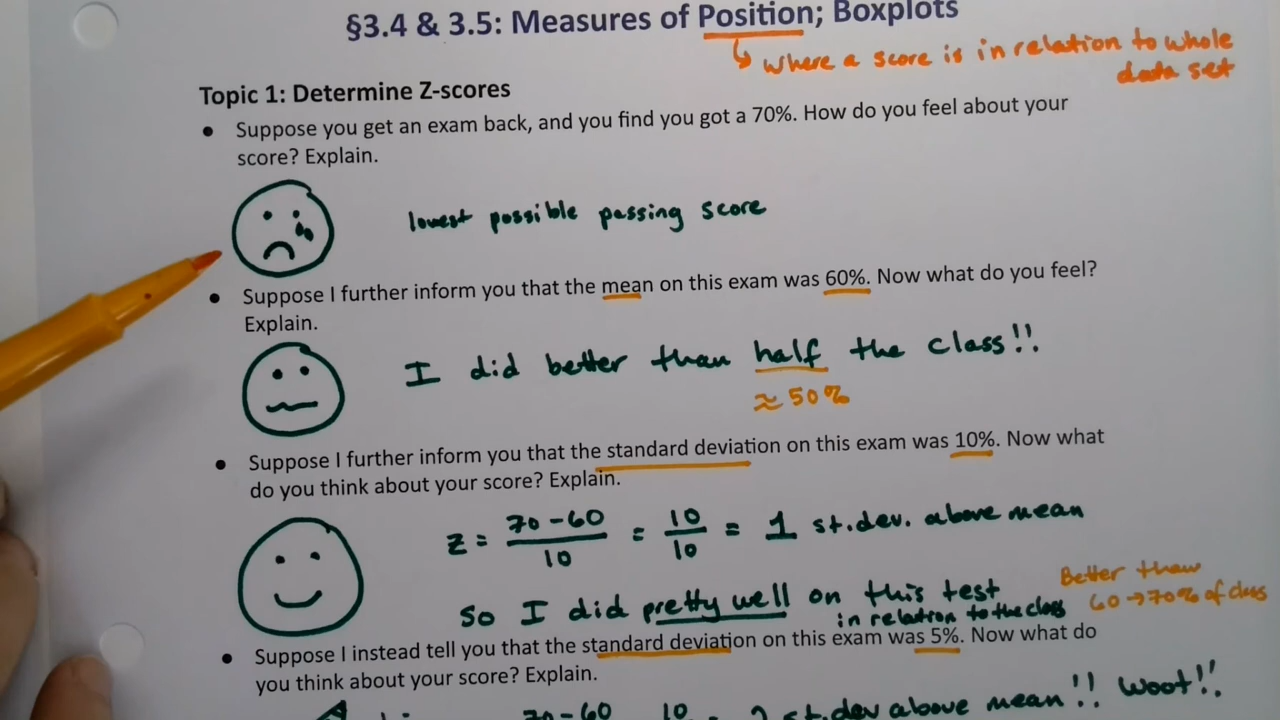 §3.4 & 3.5: Measures of Position; Boxplots
where a score is in relation to whole
data set
Topic 1: Determine Z-scores
• Suppose you get an exam back, and you find you got a 70%. How do you feel about your
score? Explain.
lowest possible passing score
• Suppose I further inform you that the mean on this exam was 60%. Now what do you feel?
Explain.
I did better than half the class!!
≈ 50%
• Suppose I further inform you that the standard deviation on this exam was 10%. Now what
do you think about your score? Explain.
z = 70-60/10 = 10/10 = 1 st.dev. above mean
So I did pretty well on this test
in relation to the class
Better than
60→70% of class
• Suppose I instead tell you that the standard deviation on this exam was 5%. Now what do
you think about your score? Explain.
70-60 10 st.dev above mean!! Woot!!